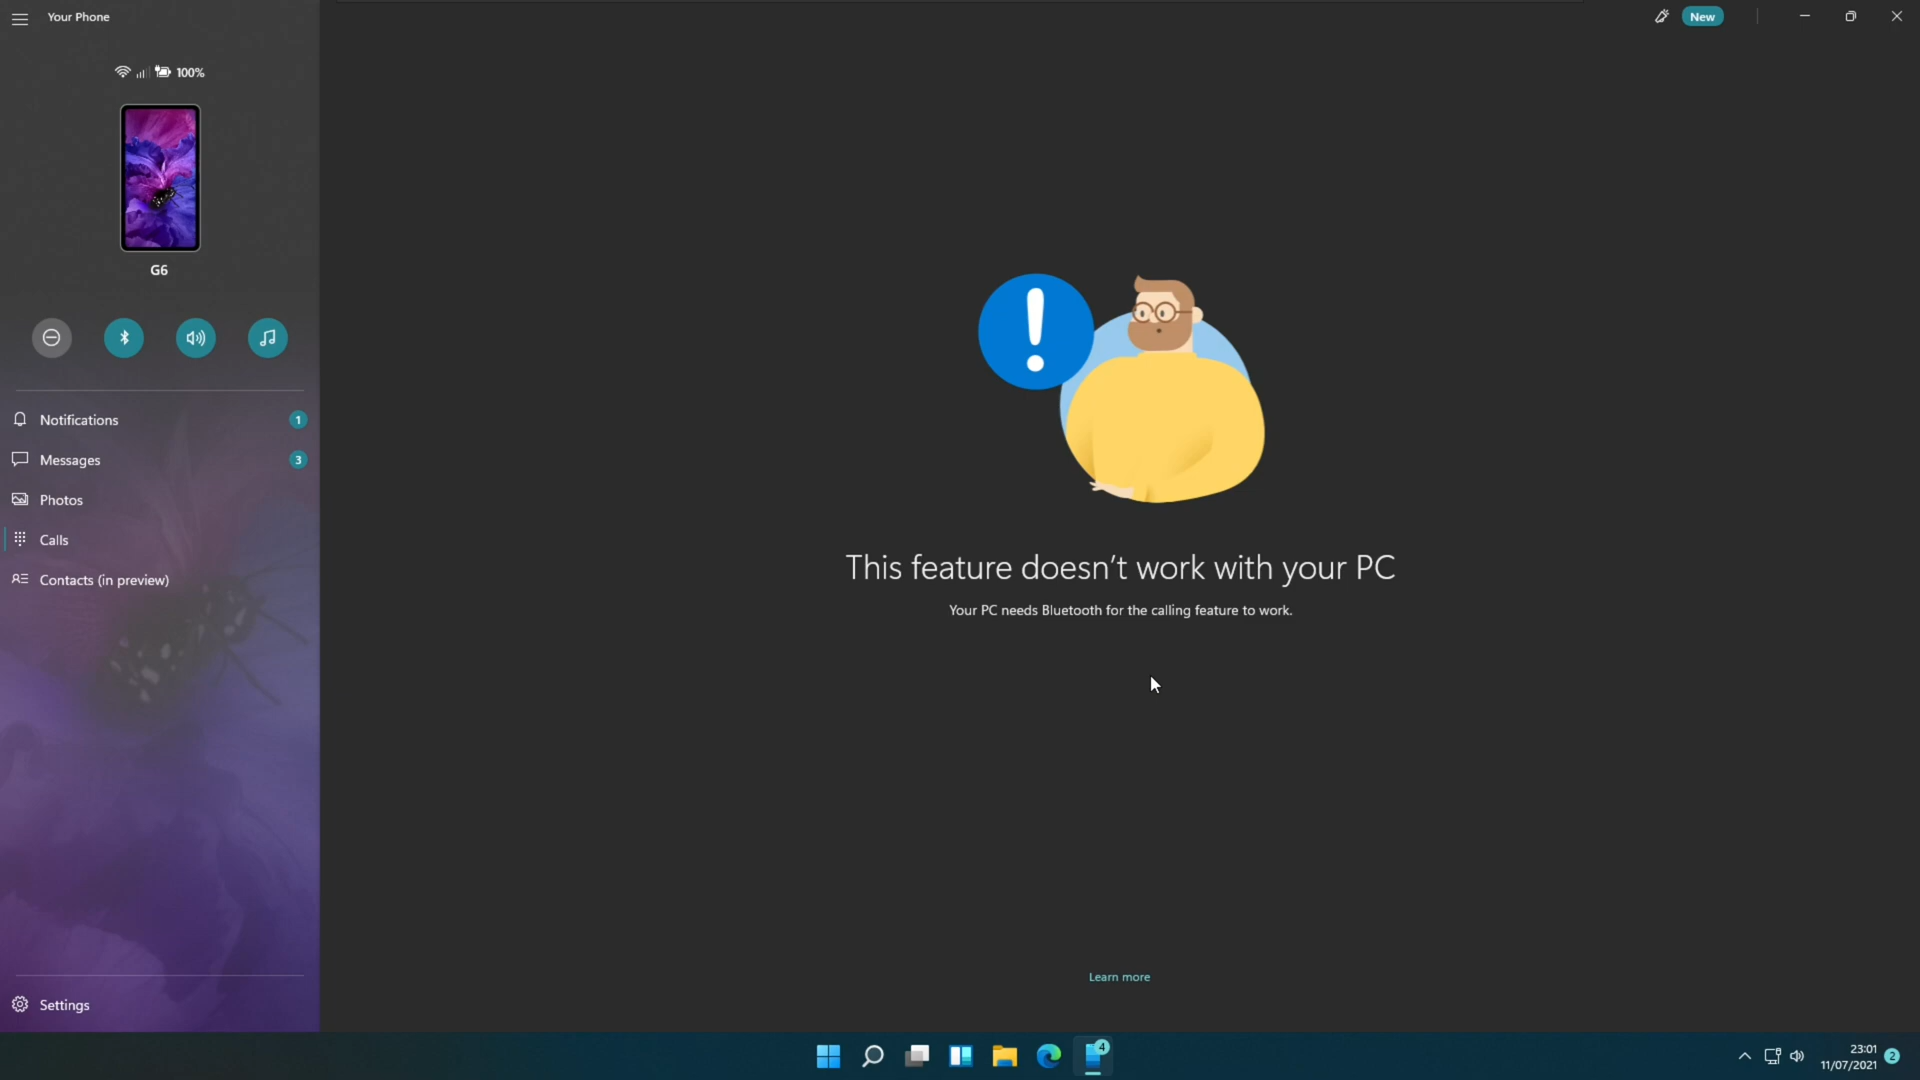 Your Phone
New
100%
G6
Notifications
1
Messages
3
Photos
Calls
Contacts (in preview)
This feature doesn’t work with your PC
Your PC needs Bluetooth for the calling feature to work.
Learn more
Settings
4
23:01
11/07/2021
2